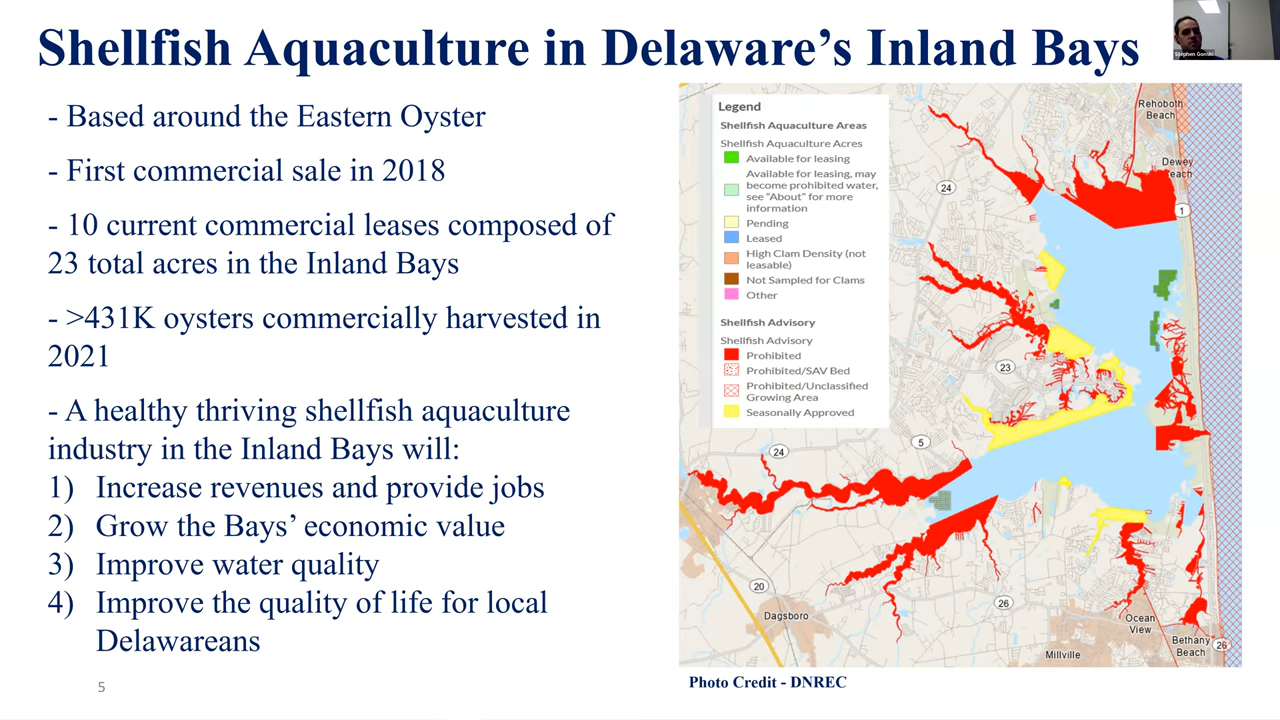 Shellfish Aquaculture in Delaware's Inland Bays
Stephen Gonski
- Based around the Eastern Oyster
- First commercial sale in 2018
- 10 current commercial leases composed of
23 total acres in the Inland Bays
- >431K oysters commercially harvested in
2021
- A healthy thriving shellfish aquaculture
industry in the Inland Bays will:
1) Increase revenues and provide jobs
2) Grow the Bays' economic value
3) Improve water quality
4) Improve the quality of life for local
Delawareans
5
Legend
Shellfish Aquaculture Areas
Shellfish Aquaculture Acres
Available for leasing
Available for leasing, may
become prohibited water,
see "About" for more
information
Pending
Leased
High Clam Density (not
leasable)
Not Sampled for Clams
Other
Shellfish Advisory
Shellfish Advisory
Prohibited
Prohibited/SAV Bed
Prohibited/Unclassified
Growing Area
Seasonally Approved
Rehoboth
Beach
Dewey
Beach
24
1
23
5
24
20
Dagsboro
26
Ocean
View
Bethany
Beach
26
Millville
Photo Credit - DNREC